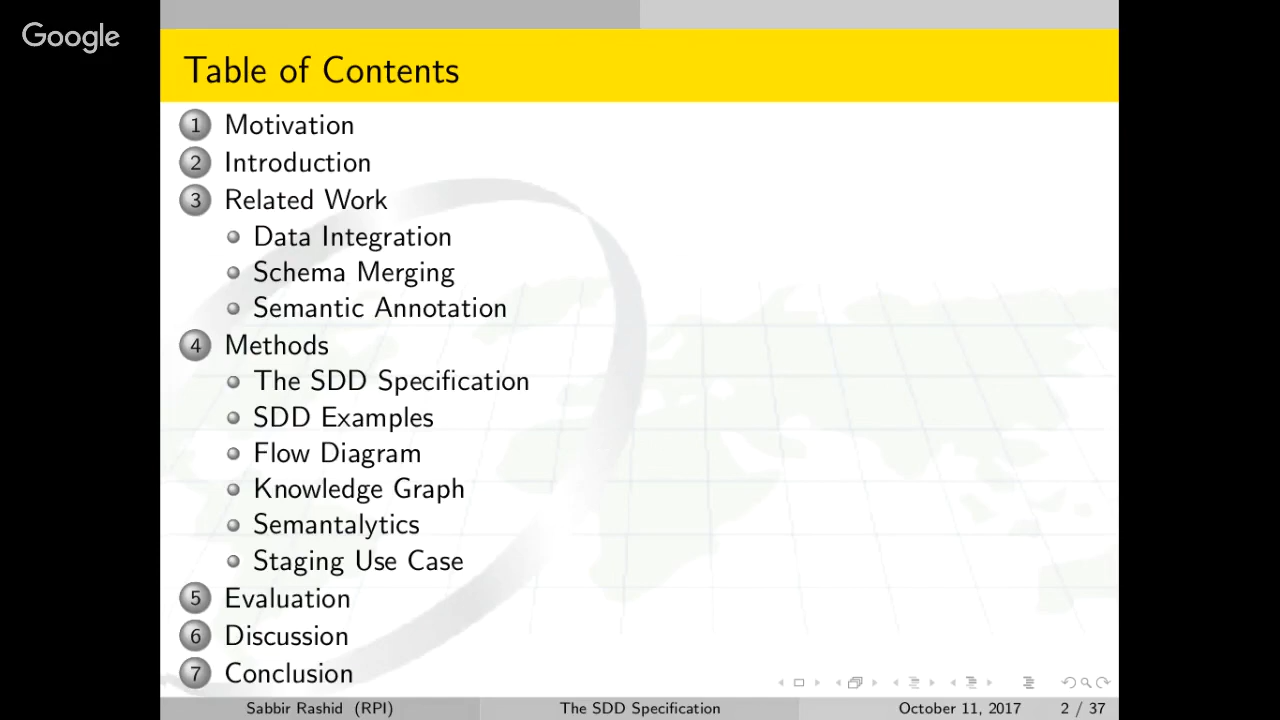 Google
Table of Contents
1 Motivation
2 Introduction
3 Related Work
Data Integration
Schema Merging
Semantic Annotation
4 Methods
The SDD Specification
SDD Examples
Flow Diagram
Knowledge Graph
Semantalytics
Staging Use Case
5 Evaluation
6 Discussion
7 Conclusion
Sabbir Rashid (RPI) The SDD Specification October 11, 2017 2 / 37